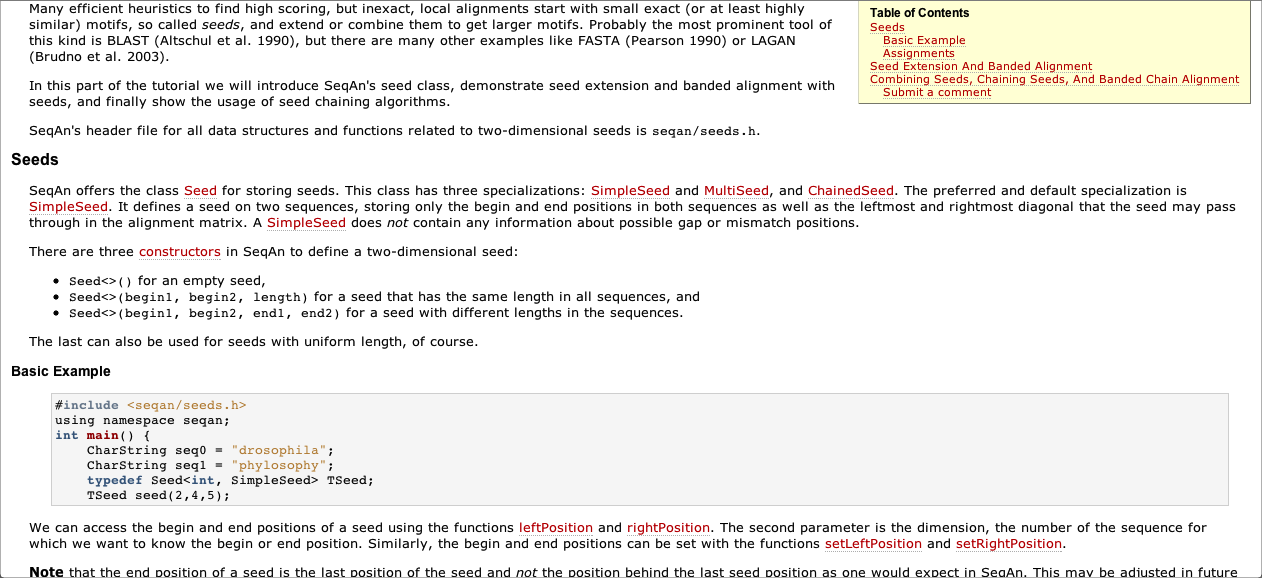 Many efficient heuristics to find high scoring, but inexact, local alignments start with small exact (or at least highly
similar) motifs, so called seeds, and extend or combine them to get larger motifs. Probably the most prominent tool of
this kind is BLAST (Altschul et al. 1990), but there are many other examples like FASTA (Pearson 1990) or LAGAN
(Brudno et al. 2003).
In this part of the tutorial we will introduce SeqAn's seed class, demonstrate seed extension and banded alignment with
seeds, and finally show the usage of seed chaining algorithms.
SeqAn's header file for all data structures and functions related to two-dimensional seeds is seqan/seeds.h.
Table of Contents
Seeds
Basic Example
Assignments
Seed Extension And Banded Alignment
Combining Seeds, Chaining Seeds, And Banded Chain Alignment
Submit a comment
Seeds
SeqAn offers the class Seed for storing seeds. This class has three specializations: SimpleSeed and MultiSeed, and ChainedSeed. The preferred and default specialization is
SimpleSeed. It defines a seed on two sequences, storing only the begin and end positions in both sequences as well as the leftmost and rightmost diagonal that the seed may pass
through in the alignment matrix. A SimpleSeed does not contain any information about possible gap or mismatch positions.
There are three constructors in SeqAn to define a two-dimensional seed:
• Seed<>() for an empty seed,
• Seed<>(begin1, begin2, length) for a seed that has the same length in all sequences, and
• Seed<>(begin1, begin2, end1, end2) for a seed with different lengths in the sequences.
The last can also be used for seeds with uniform length, of course.
Basic Example
#include <seqan/seeds.h>
using namespace seqan;
int main() {
    CharString seq0 = "drosophila";
    CharString seq1 = "phylosophy";
    typedef Seed<int, SimpleSeed> TSeed;
    TSeed seed(2,4,5);
We can access the begin and end positions of a seed using the functions leftPosition and rightPosition. The second parameter is the dimension, the number of the sequence for
which we want to know the begin or end position. Similarly, the begin and end positions can be set with the functions setLeftPosition and setRightPosition.
Note that the end position of a seed is the last position of the seed and not the position behind the last seed position as one would expect in SeqAn. This may be adjusted in future